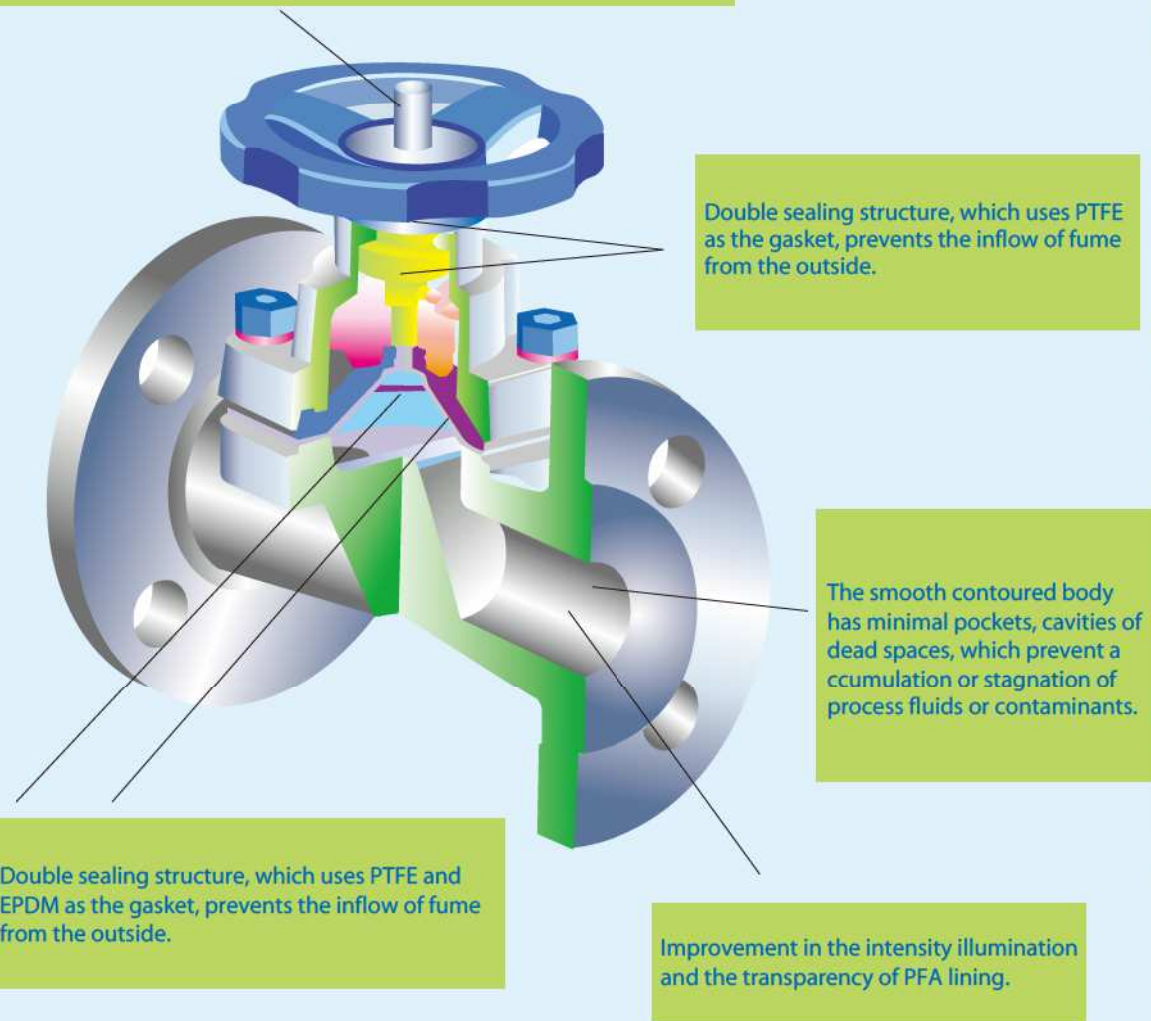 Double sealing structure, which uses PTFE
as the gasket, prevents the inflow of fume
from the outside.
The smooth contoured body
has minimal pockets, cavities of
dead spaces, which prevent a
ccumulation or stagnation of
process fluids or contaminants.
Double sealing structure, which uses PTFE and
EPDM as the gasket, prevents the inflow of fume
from the outside.
Improvement in the intensity illumination
and the transparency of PFA lining.